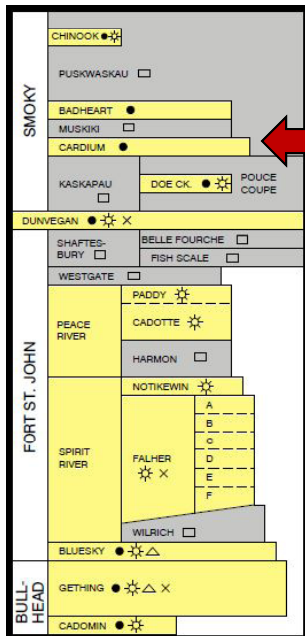 SMOKY
CHINOOK
PUSKWASKAU
BADHEART
MUSKIKI
CARDIUM
KASKAPAU
DOE CK.
POUCE
COUPE
DUNVEGAN
FORT ST. JOHN
SHAFTES-
BURY
BELLE FOURCHE
FISH SCALE
WESTGATE
PEACE
RIVER
PADDY
CADOTTE
HARMON
SPIRIT
RIVER
NOTIKEWIN
FALHER
A
B
C
D
E
F
WILRICH
BLUESKY
BULL-
HEAD
GETHING
CADOMIN